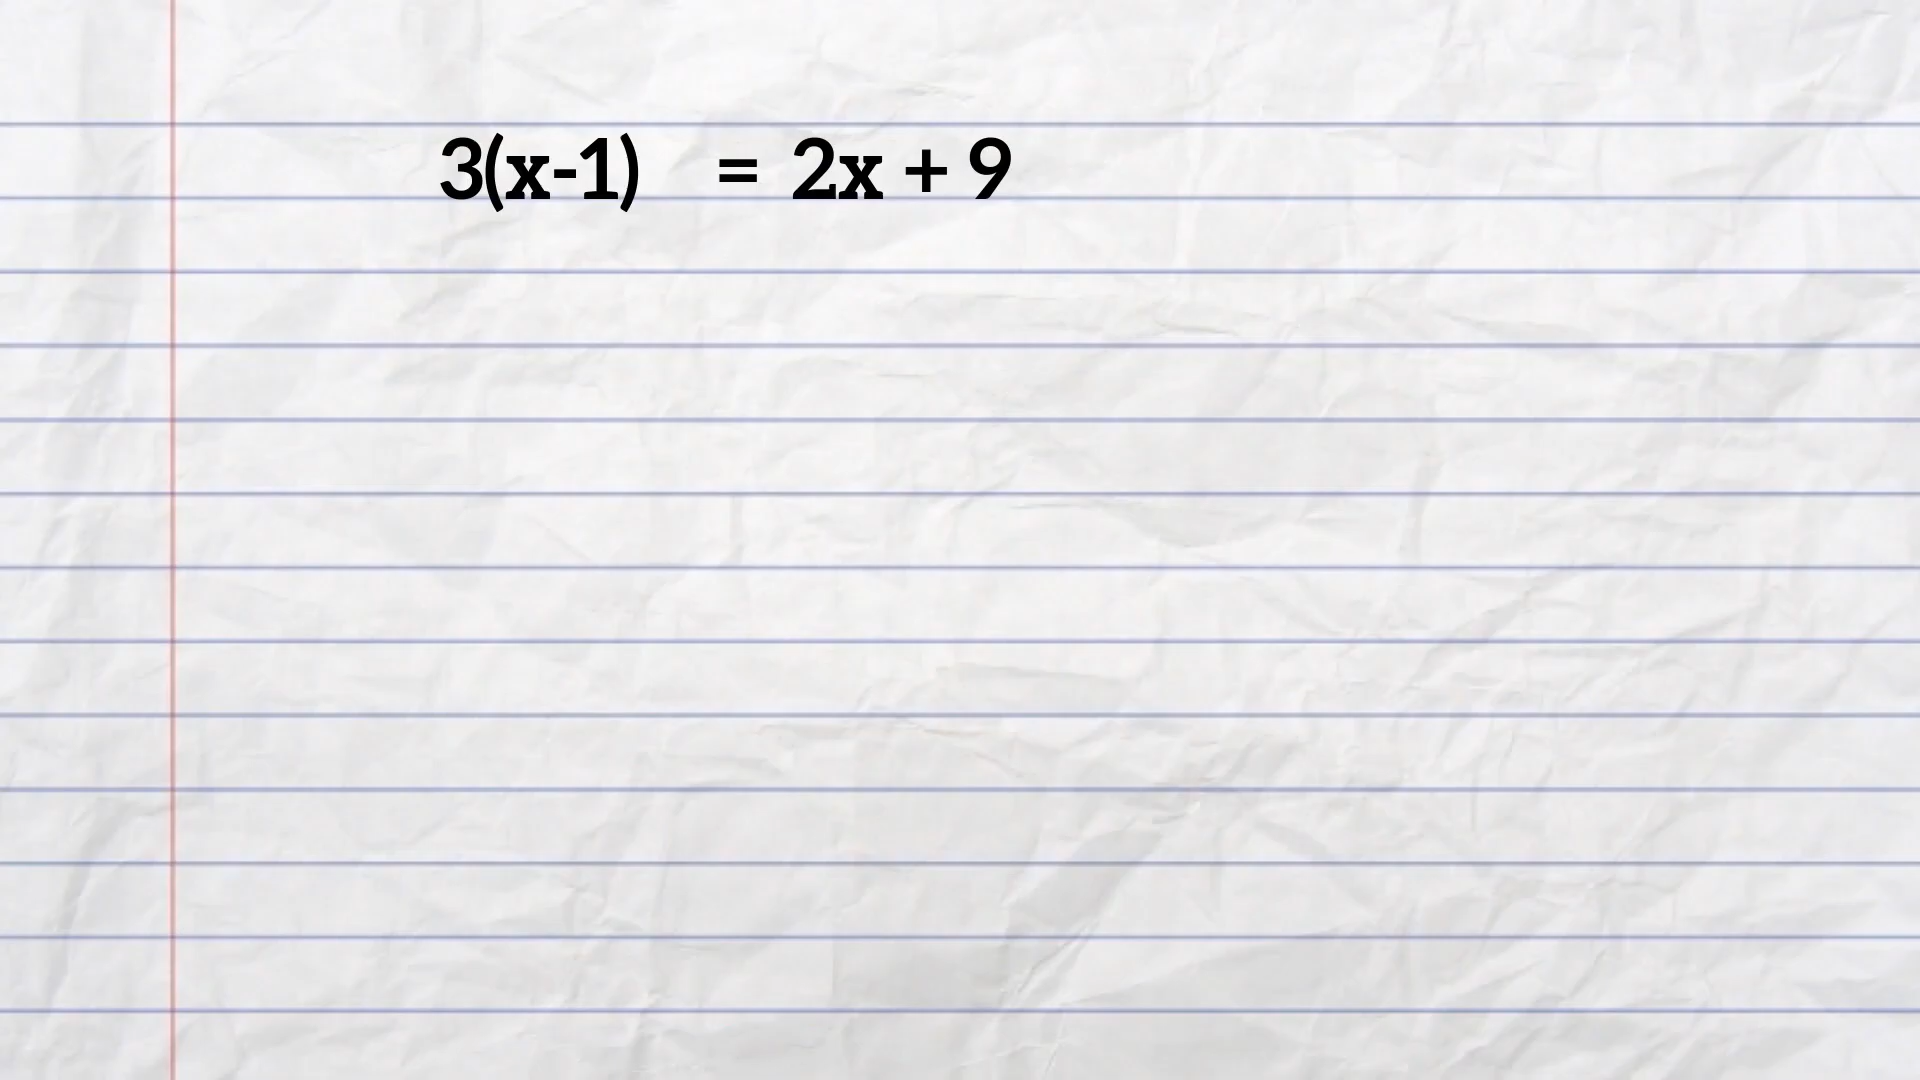 3(x-1) = 2x + 9